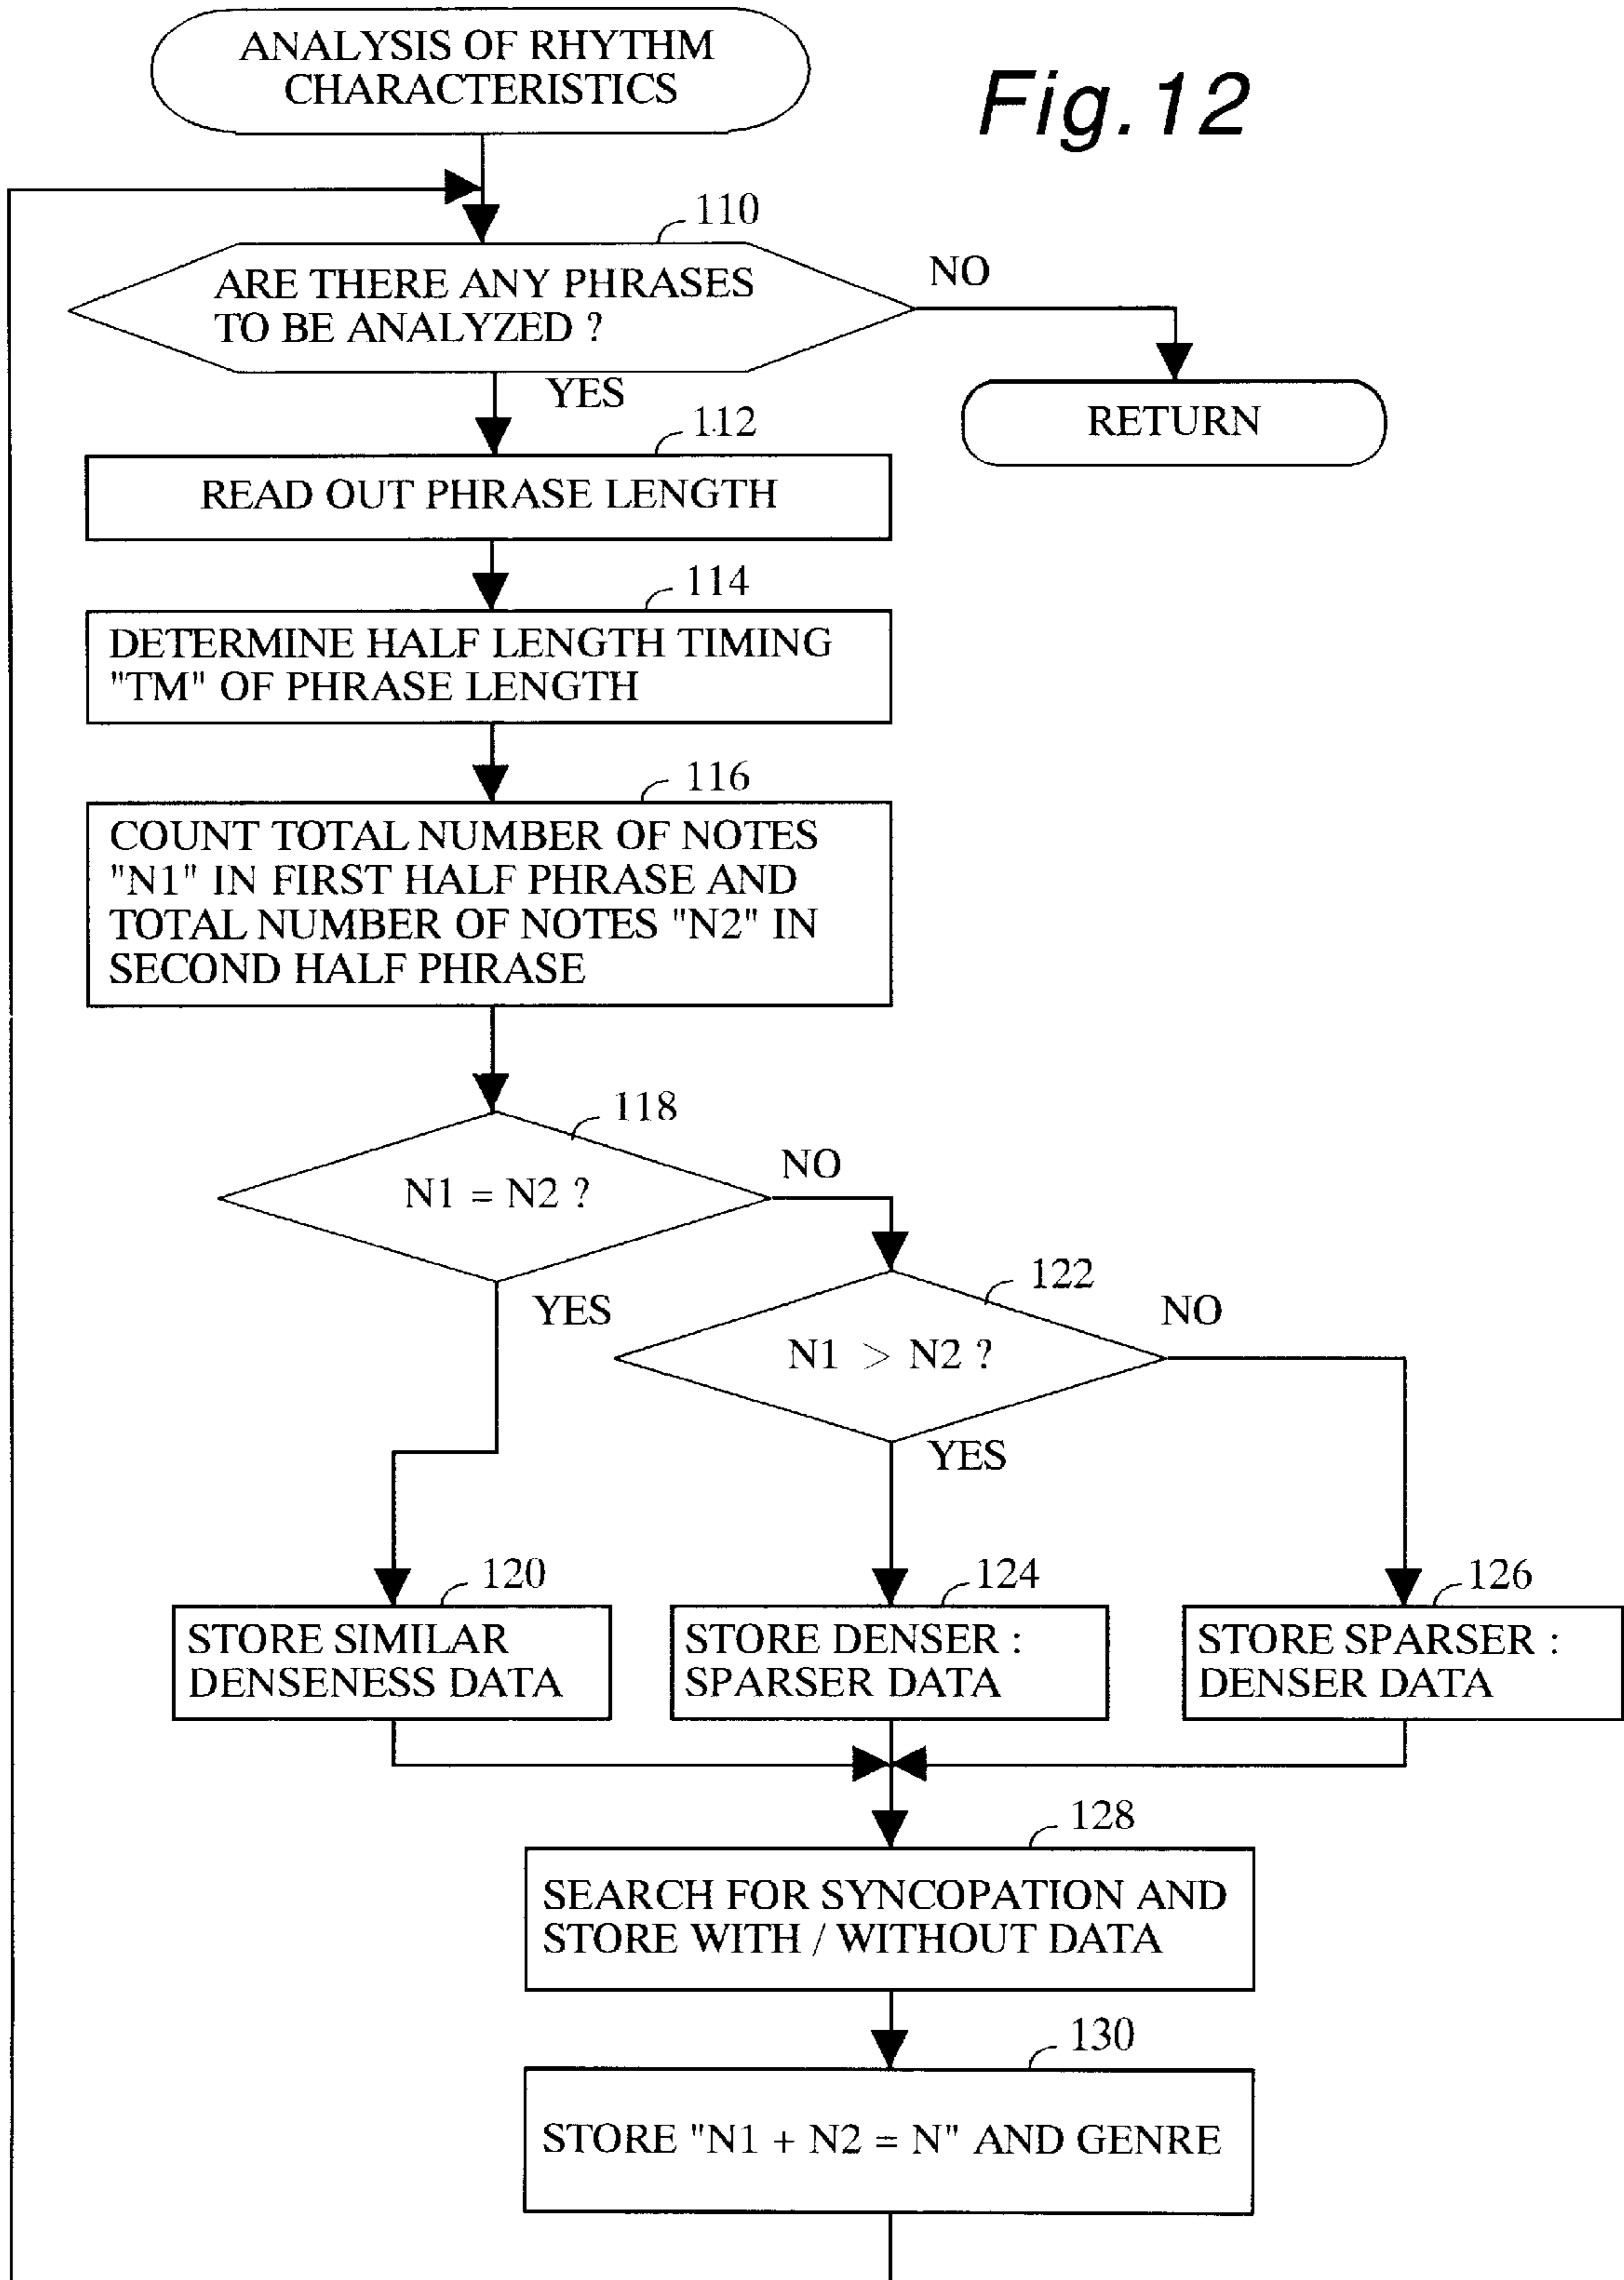 ANALYSIS OF RHYTHM
CHARACTERISTICS
Fig.12
110
ARE THERE ANY PHRASES
TO BE ANALYZED ?
NO
YES
RETURN
112
READ OUT PHRASE LENGTH
114
DETERMINE HALF LENGTH TIMING
"TM" OF PHRASE LENGTH
116
COUNT TOTAL NUMBER OF NOTES
"N1" IN FIRST HALF PHRASE AND
TOTAL NUMBER OF NOTES "N2" IN
SECOND HALF PHRASE
118
N1 = N2 ?
NO
YES
122
N1 > N2 ?
NO
YES
120
STORE SIMILAR
DENSENESS DATA
124
STORE DENSER :
SPARSER DATA
126
STORE SPARSER :
DENSER DATA
128
SEARCH FOR SYNCOPATION AND
STORE WITH / WITHOUT DATA
130
STORE "N1 + N2 = N" AND GENRE